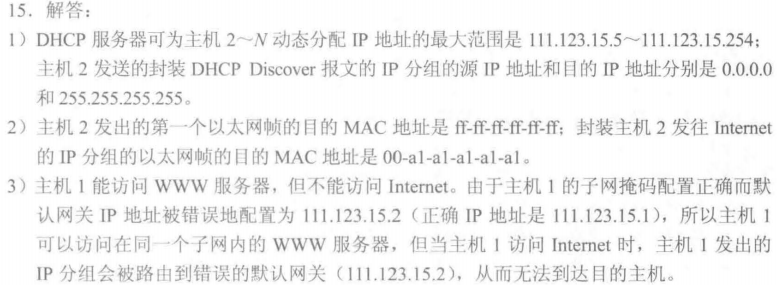 15. 解答：
1）DHCP 服务器可为主机 2～N 动态分配 IP 地址的最大范围是 111.123.15.5～111.123.15.254；
主机 2 发送的封装 DHCP Discover 报文的 IP 分组的源 IP 地址和目的 IP 地址分别是 0.0.0.0
和 255.255.255.255。
2）主机 2 发出的第一个以太网帧的目的 MAC 地址是 ff-ff-ff-ff-ff-ff；封装主机 2 发往 Internet
的 IP 分组的以太网帧的目的 MAC 地址是 00-a1-a1-a1-a1-a1。
3）主机 1 能访问 WWW 服务器，但不能访问 Internet。由于主机 1 的子网掩码配置正确而默
认网关 IP 地址被错误地配置为 111.123.15.2（正确 IP 地址是 111.123.15.1），所以主机 1
可以访问在同一个子网内的 WWW 服务器，但当主机 1 访问 Internet 时，主机 1 发出的
IP 分组会被路由到错误的默认网关（111.123.15.2），从而无法到达目的主机。